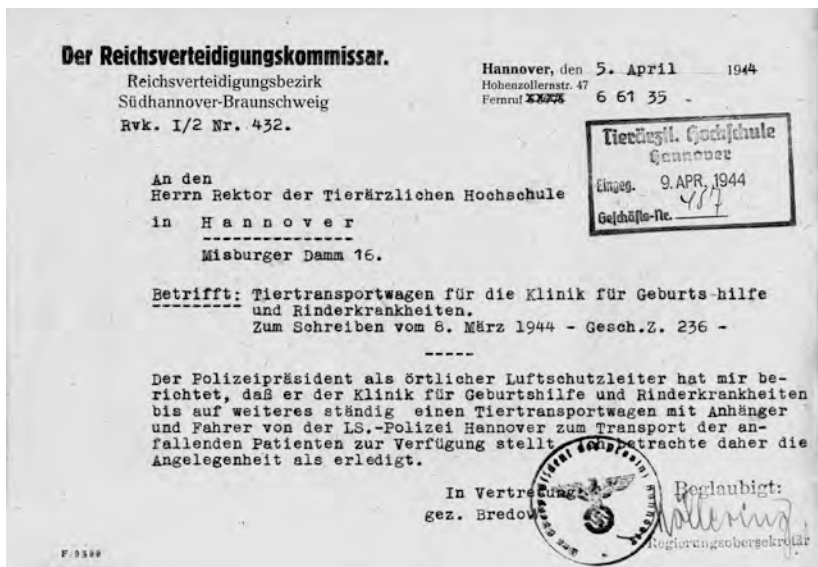 Der Reichsverteidigungskommissar.
Reichsverteidigungsbezirk
Südhannover-Braunschweig
Rvk. I/2 Nr. 432.
Hannover, den 5. April 1944
Hohenzollernstr. 47
Fernruf 6 61 35 -
Tierärztl. Hochschule
Hannover
Eingeg. 9. APR. 1944
Geschäfts-Nr. 487
An den
Herrn Rektor der Tierärzlichen Hochschule
in Hannover
Misburger Damm 16.
Betrifft: Tiertransportwagen für die Klinik für Geburts-hilfe
und Rinderkrankheiten.
Zum Schreiben vom 8. März 1944 - Gesch.Z. 236 -
-----
Der Polizeipräsident als örtlicher Luftschutzleiter hat mir be-
richtet, daß er der Klinik für Geburtshilfe und Rinderkrankheiten
bis auf weiteres ständig einen Tiertransportwagen mit Anhänger
und Fahrer von der LS.-Polizei Hannover zum Transport der an-
fallenden Patienten zur Verfügung stellt betrachte daher die
Angelegenheit als erledigt.
In Vertretung
gez. Bredow
Beglaubigt:
Regierungsobersekretär
F/0300